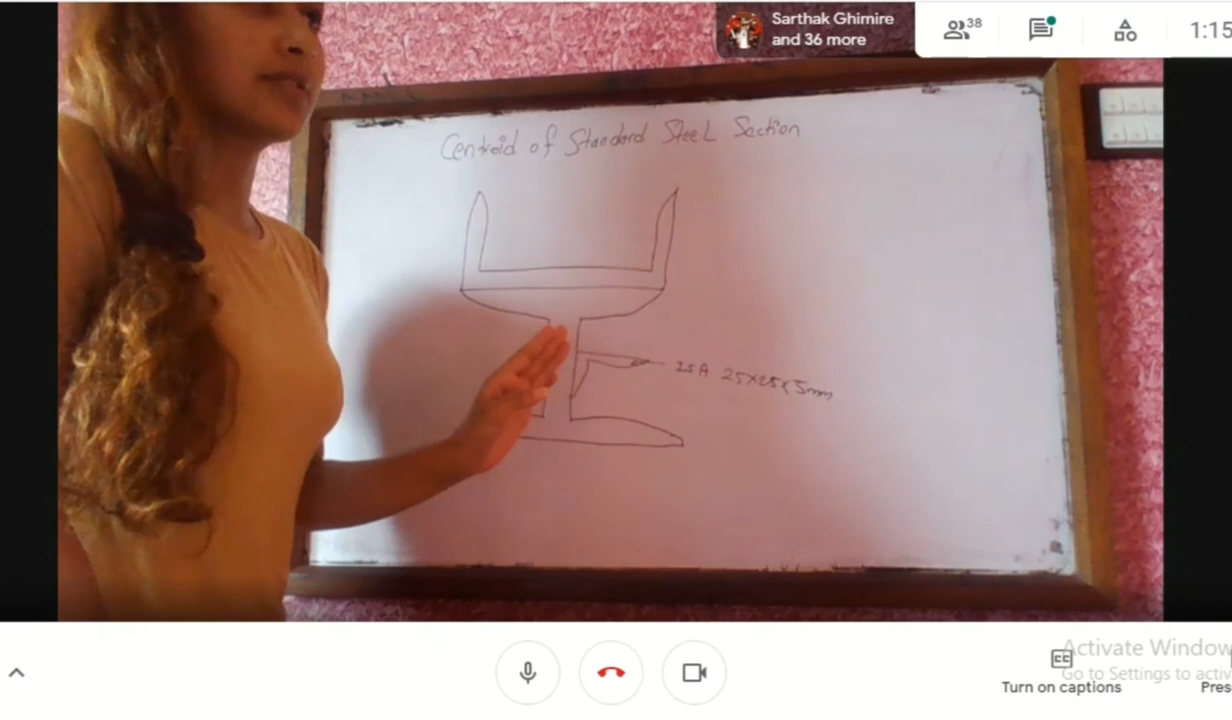 Sarthak Ghimire
and 36 more
38
1:15
Centroid of Standard Steel Section
ISA 25x25x5mm
Activate Window
Go to Settings to activ
CC
Turn on captions
Pres